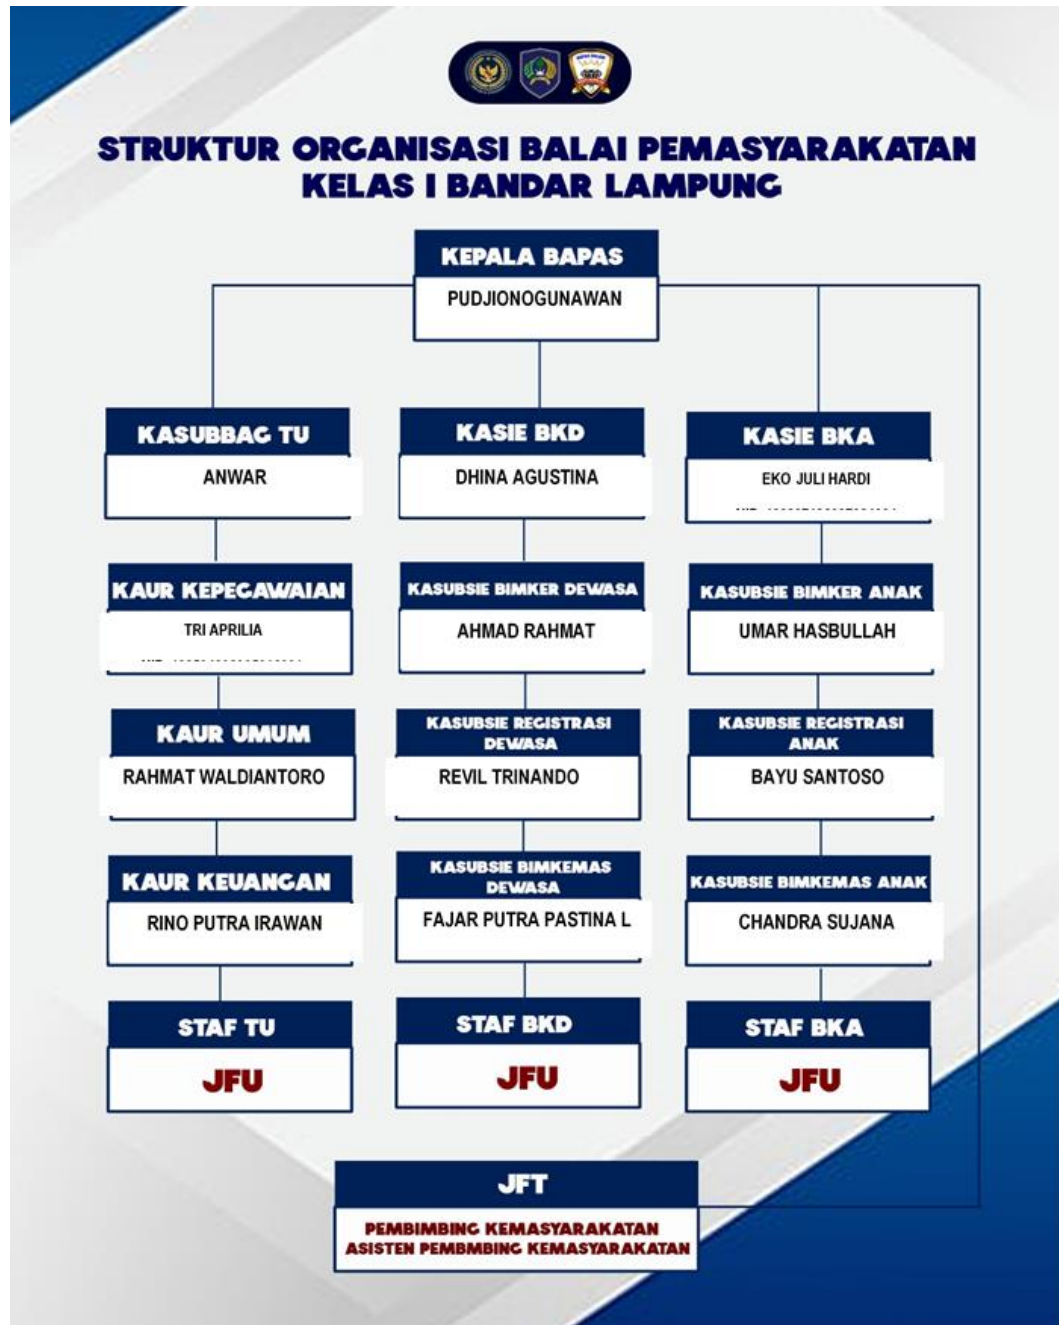 STRUKTUR ORGANISASI BALAI PEMASYARAKATAN
KELAS I BANDAR LAMPUNG
KEPALA BAPAS
PUDJIONOGUNAWAN
KASUBBAG TU
ANWAR
KASIE BKD
DHINA AGUSTINA
KASIE BKA
EKO JULI HARDI
KAUR KEPEGAWAIAN
TRI APRILIA
KASUBSIE BIMKER DEWASA
AHMAD RAHMAT
KASUBSIE BIMKER ANAK
UMAR HASBULLAH
KAUR UMUM
RAHMAT WALDIANTORO
KASUBSIE REGISTRASI
DEWASA
REVIL TRINANDO
KASUBSIE REGISTRASI
ANAK
BAYU SANTOSO
KAUR KEUANGAN
RINO PUTRA IRAWAN
KASUBSIE BIMKEMAS
DEWASA
FAJAR PUTRA PASTINA L
KASUBSIE BIMKEMAS ANAK
CHANDRA SUJANA
STAF TU
JFU
STAF BKD
JFU
STAF BKA
JFU
JFT
PEMBIMBING KEMASYARAKATAN
ASISTEN PEMBMBING KEMASYARAKATAN